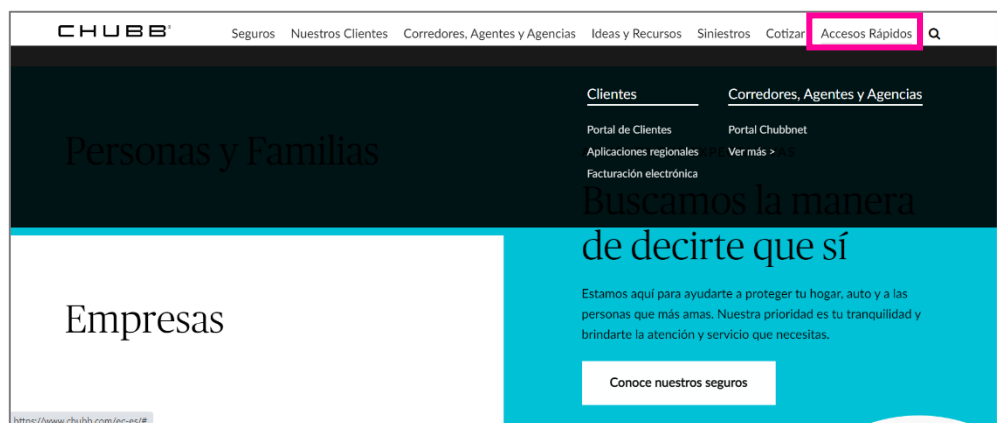 CHUBB®
Seguros Nuestros Clientes Corredores, Agentes y Agencias Ideas y Recursos Siniestros Cotizar Accesos Rápidos
Clientes
Portal de Clientes
Aplicaciones regionales
Facturación electrónica
Corredores, Agentes y Agencias
Portal Chubbnet
Ver más >
Personas y Familias
Buscamos la manera
de decirte que sí
Estamos aquí para ayudarte a proteger tu hogar, auto y a las
personas que más amas. Nuestra prioridad es tu tranquilidad y
brindarte la atención y servicio que necesitas.
Conoce nuestros seguros
Empresas
https://www.chubb.com/ec-es/#